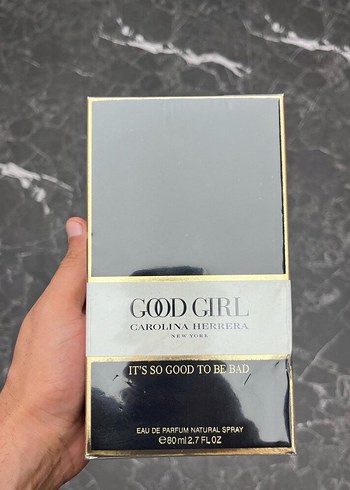 GOOD GIRL
CAROLINA HERRERA
NEW YORK
IT'S SO GOOD TO BE BAD
EAU DE PARFUM NATURAL SPRAY
℮80ml 2.7 FL OZ